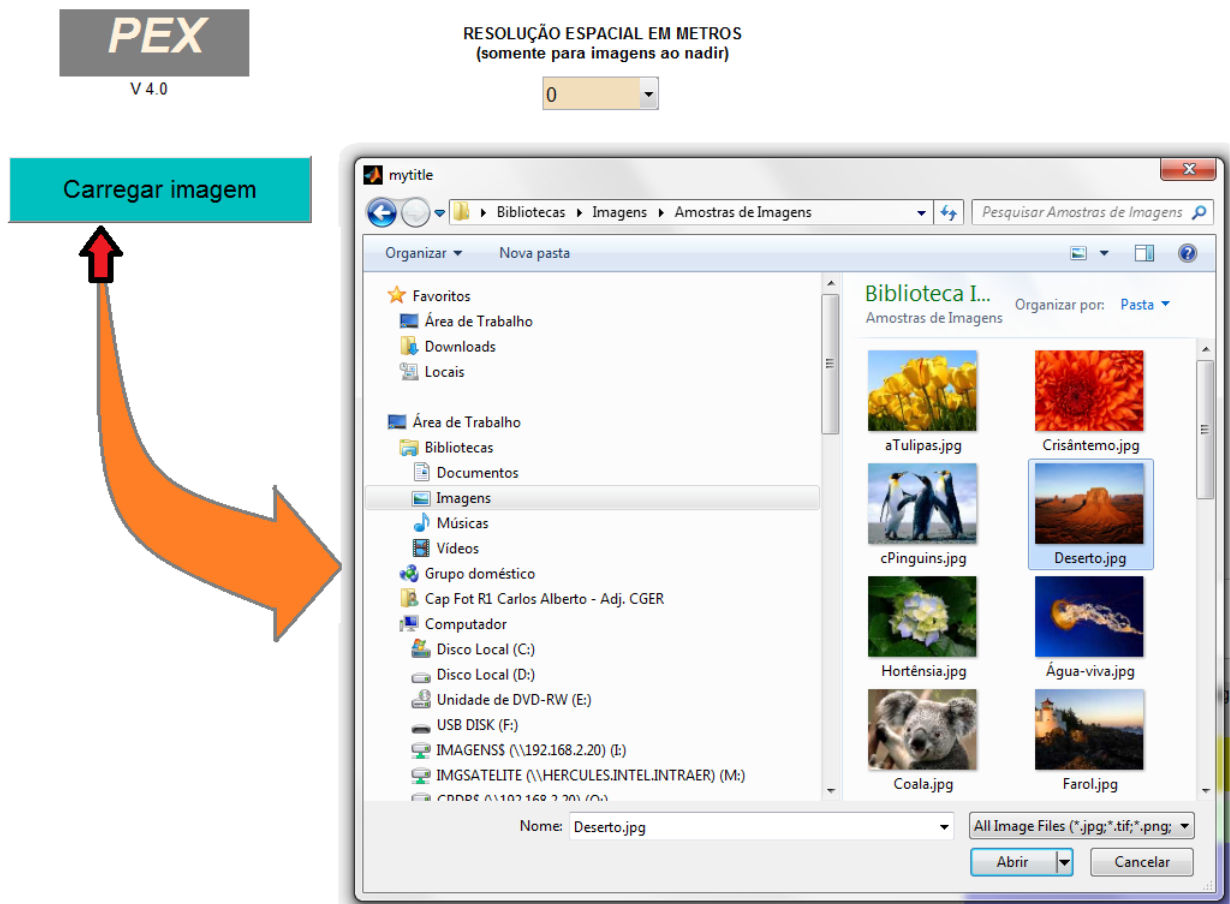 PEX
V 4.0
RESOLUÇÃO ESPACIAL EM METROS
(somente para imagens ao nadir)
0
Carregar imagem
mytitle
Bibliotecas Imagens Amostras de Imagens
Pesquisar Amostras de Imagens
Organizar Nova pasta
Favoritos
Área de Trabalho
Downloads
Locais
Área de Trabalho
Bibliotecas
Documentos
Imagens
Músicas
Vídeos
Grupo doméstico
Cap Fot R1 Carlos Alberto - Adj. CGER
Computador
Disco Local (C:)
Disco Local (D:)
Unidade de DVD-RW (E:)
USB DISK (F:)
IMAGENS$ (\\192.168.2.20) (I:)
IMGSATELITE (\\HERCULES.INTEL.INTRAER) (M:)
Biblioteca I...
Amostras de Imagens
Organizar por: Pasta
aTulipas.jpg Crisântemo.jpg
cPinguins.jpg Deserto.jpg
Hortênsia.jpg Água-viva.jpg
Coala.jpg Farol.jpg
Nome: Deserto.jpg
All Image Files (*.jpg;*.tif;*.png;
Abrir Cancelar